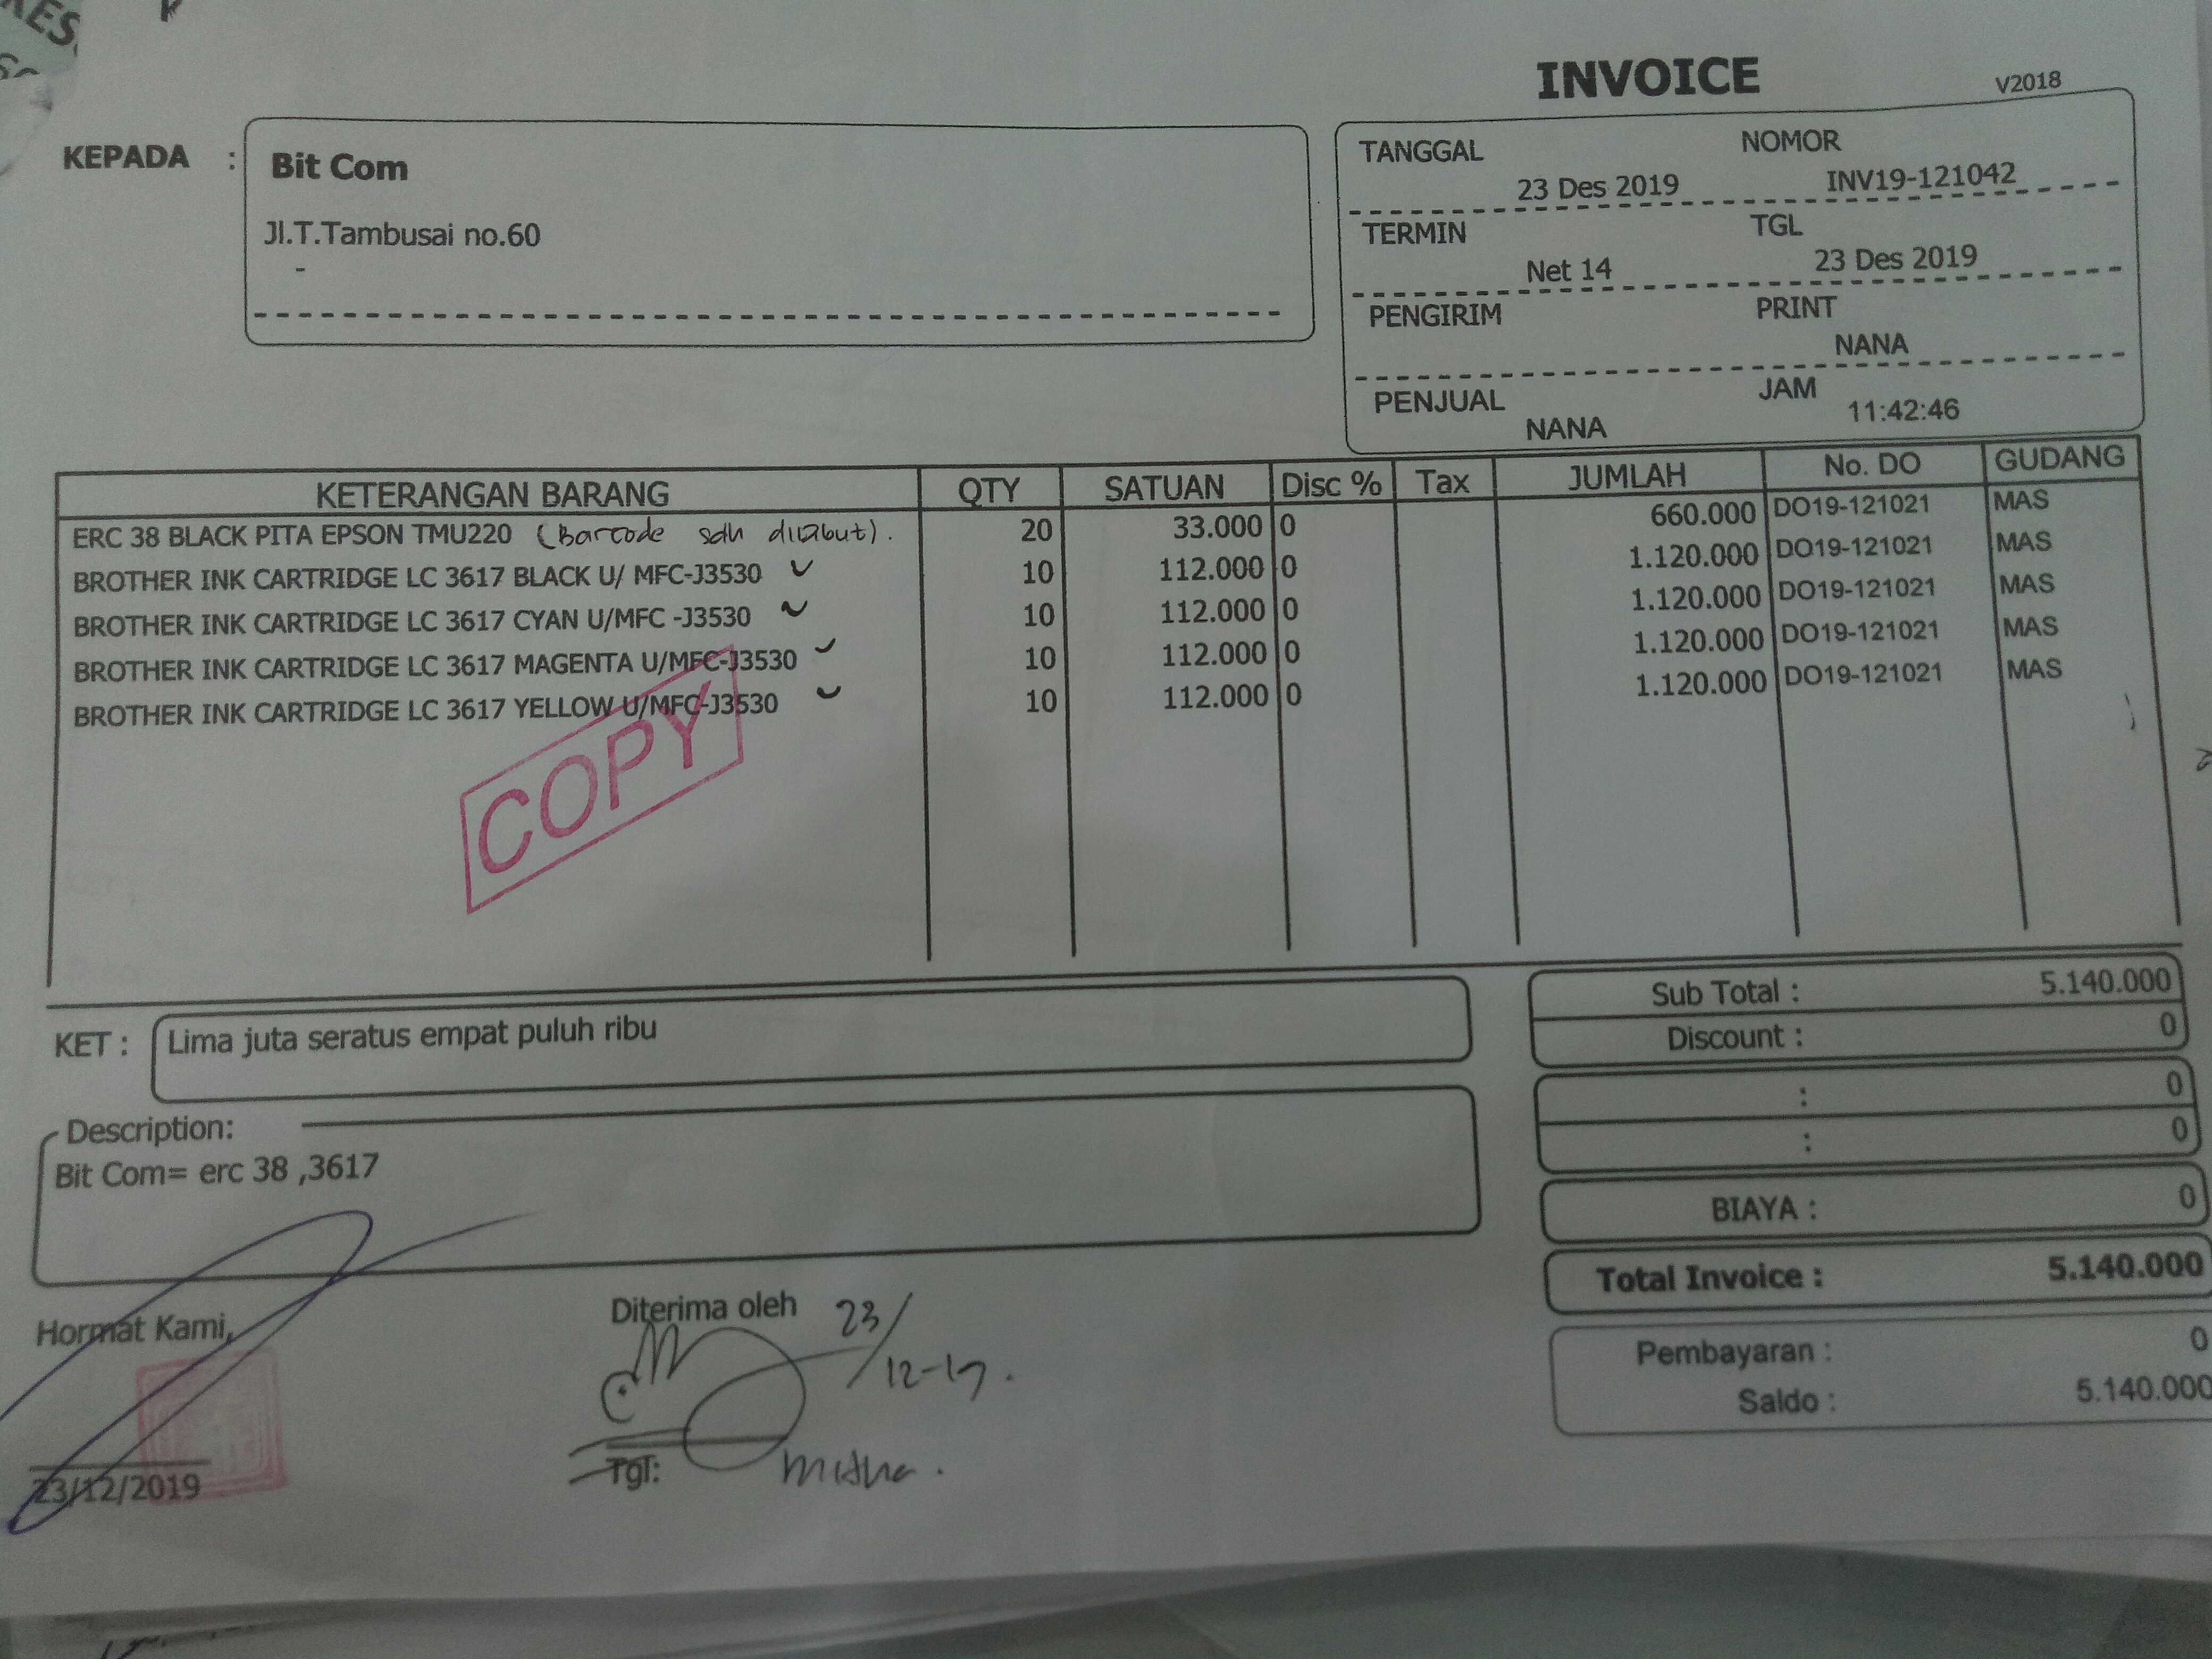 INVOICE
V2018
KEPADA : Bit Com
Jl.T.Tambusai no.60
-
TANGGAL NOMOR
23 Des 2019 INV19-121042
TERMIN TGL
Net 14 23 Des 2019
PENGIRIM PRINT
NANA
PENJUAL JAM
NANA 11:42:46
KETERANGAN BARANG QTY SATUAN Disc % Tax JUMLAH No. DO GUDANG
ERC 38 BLACK PITA EPSON TMU220 (Barcode sdh dicabut). 20 33.000 0 660.000 DO19-121021 MAS
BROTHER INK CARTRIDGE LC 3617 BLACK U/ MFC-J3530 10 112.000 0 1.120.000 DO19-121021 MAS
BROTHER INK CARTRIDGE LC 3617 CYAN U/MFC -J3530 10 112.000 0 1.120.000 DO19-121021 MAS
BROTHER INK CARTRIDGE LC 3617 MAGENTA U/MFC-J3530 10 112.000 0 1.120.000 DO19-121021 MAS
BROTHER INK CARTRIDGE LC 3617 YELLOW U/MFC-J3530 10 112.000 0 1.120.000 DO19-121021 MAS
COPY
Sub Total : 5.140.000
Discount : 0
: 0
: 0
BIAYA : 0
Total Invoice : 5.140.000
Pembayaran : 0
Saldo : 5.140.000
KET : Lima juta seratus empat puluh ribu
Description:
Bit Com= erc 38 ,3617
Hormat Kami,
23/12/2019
Diterima oleh 23/
12-19.
Tgl: